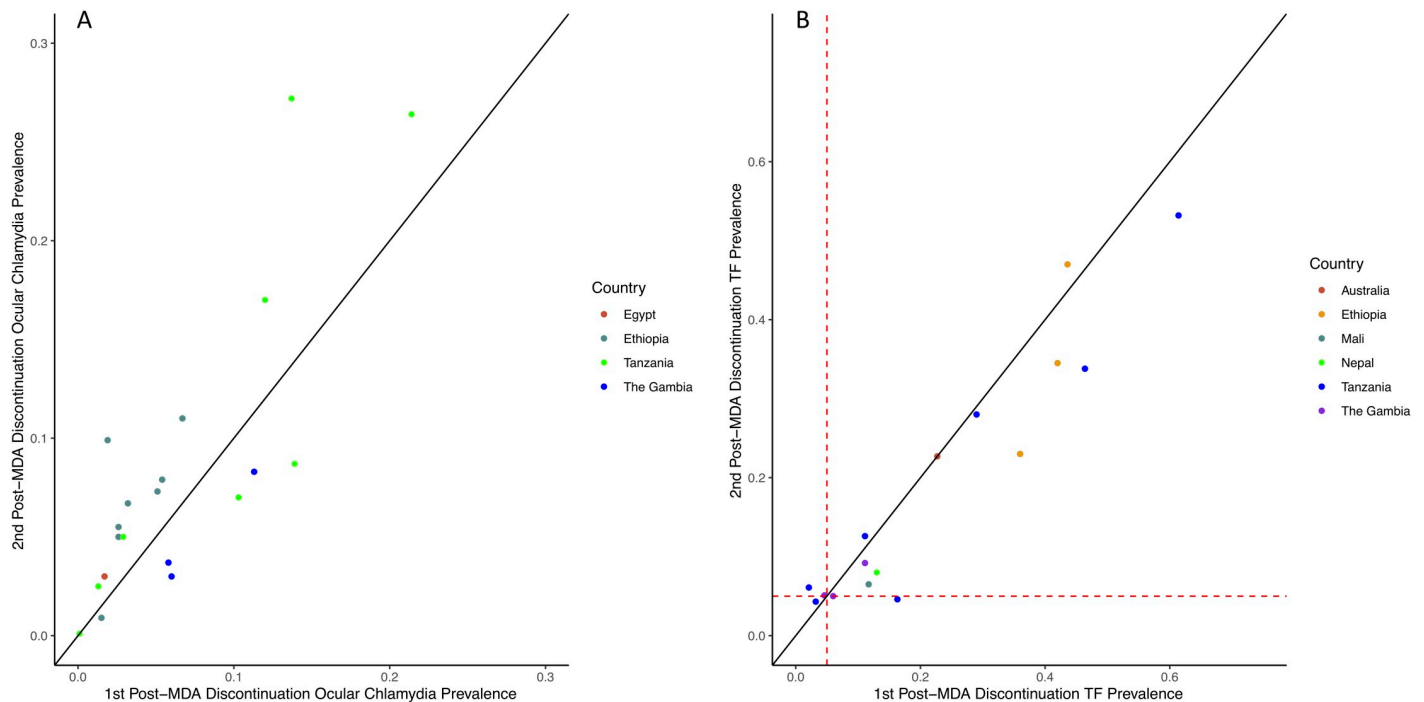 A
2nd Post−MDA Discontinuation Ocular Chlamydia Prevalence
0.3
0.2
0.1
0.0
0.0 0.1 0.2 0.3
1st Post−MDA Discontinuation Ocular Chlamydia Prevalence
Country
Egypt
Ethiopia
Tanzania
The Gambia
B
2nd Post−MDA Discontinuation TF Prevalence
0.6
0.4
0.2
0.0
0.0 0.2 0.4 0.6
1st Post−MDA Discontinuation TF Prevalence
Country
Australia
Ethiopia
Mali
Nepal
Tanzania
The Gambia